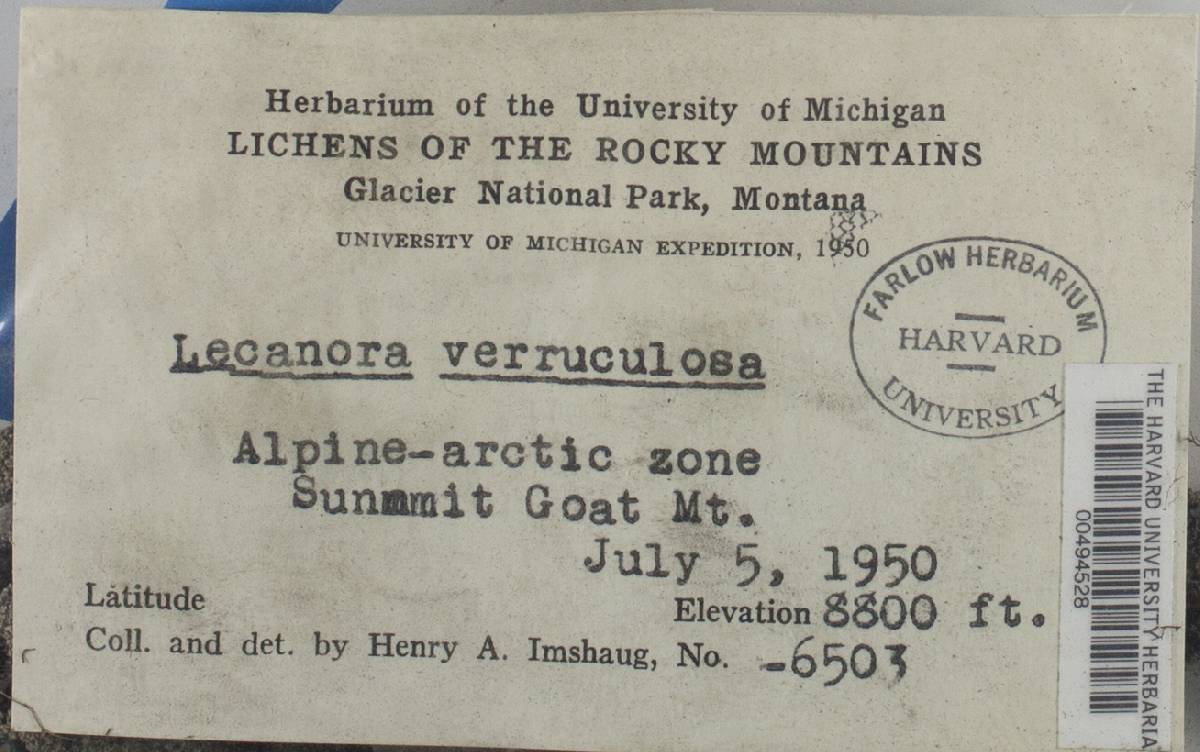 Herbarium of the University of Michigan
LICHENS OF THE ROCKY MOUNTAINS
Glacier National Park, Montana
UNIVERSITY OF MICHIGAN EXPEDITION, 1950
FARLOW HERBARIUM
HARVARD
UNIVERSITY
Lecanora verruculosa
Alpine-arctic zone
Sunmmit Goat Mt.
July 5, 1950
Latitude
Elevation 8800 ft.
Coll. and det. by Henry A. Imshaug, No. -6503
THE HARVARD UNIVERSITY HERBARIA
00494528